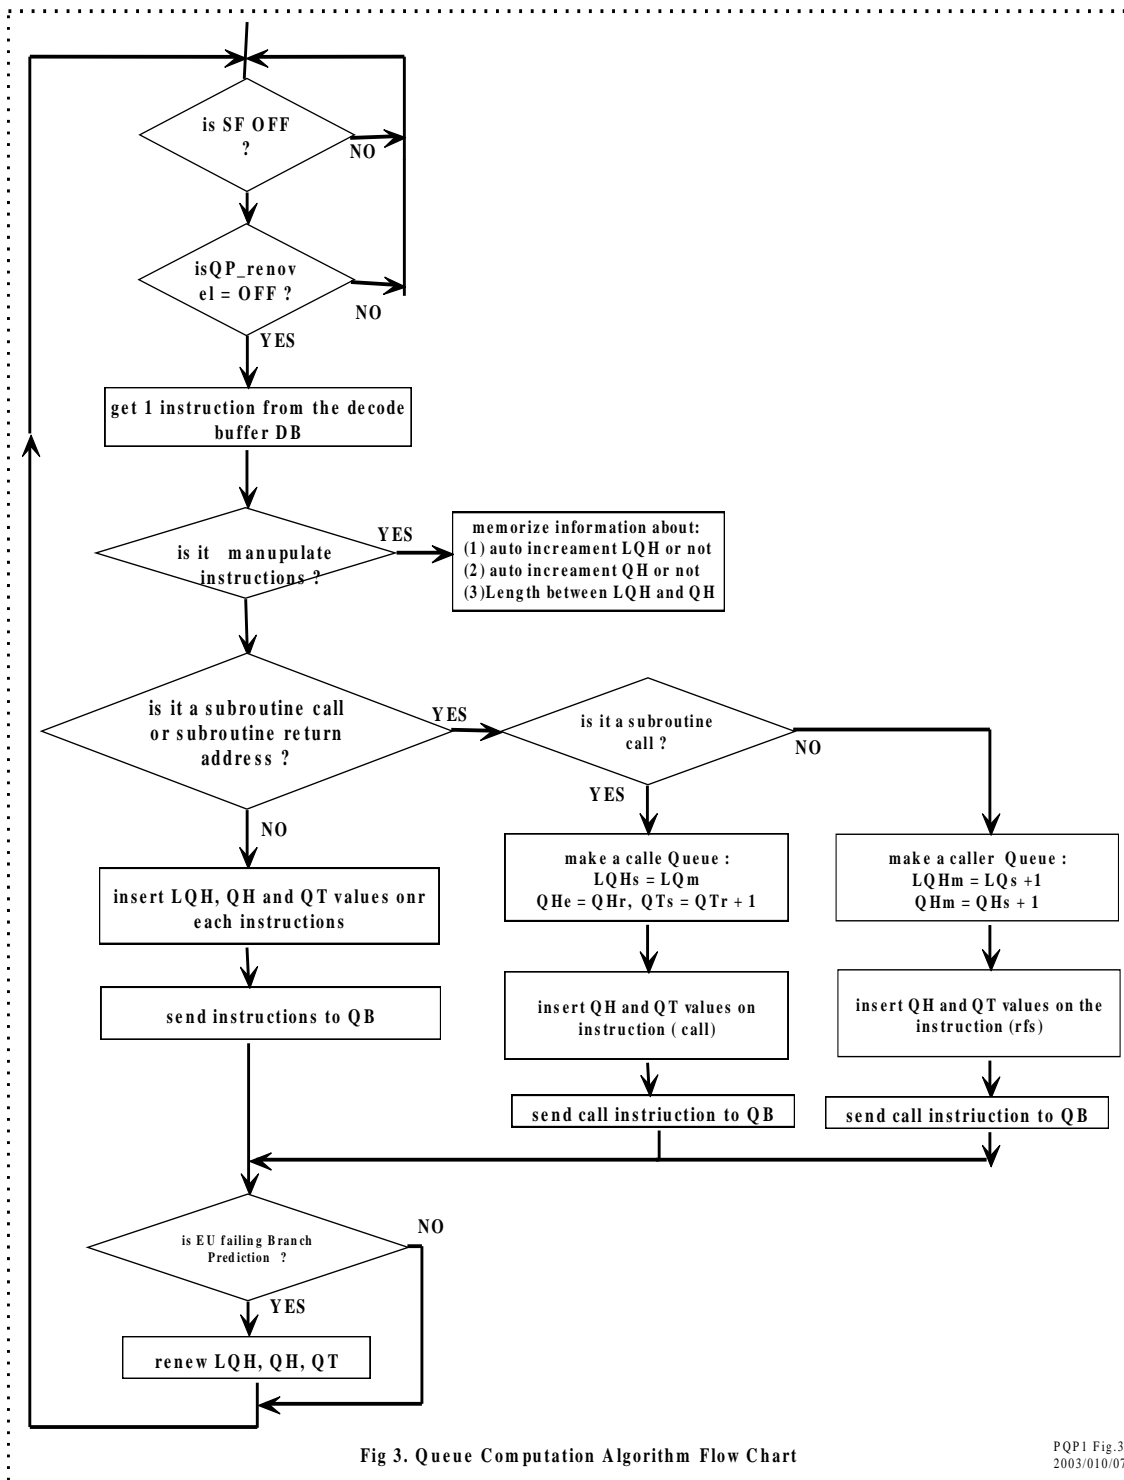 is SF OFF
?
NO
isQP_renov
el = OFF ?
NO
YES
get 1 instruction from the decode
buffer DB
YES
is it manupulate
instructions ?
memorize information about:
(1) auto increament LQH or not
(2) auto increament QH or not
(3)Length between LQH and QH
is it a subroutine call
or subroutine return
address ?
YES
is it a subroutine
call ?
NO
YES
NO
insert LQH, QH and QT values onr
each instructions
make a calle Queue :
LQHs = LQm
QHe = QHr, QTs = QTr + 1
make a caller Queue :
LQHm = LQs +1
QHm = QHs + 1
send instructions to QB
insert QH and QT values on
instruction ( call)
insert QH and QT values on the
instruction (rfs)
send call instriuction to QB
send call instriuction to QB
is EU failing Branch
Prediction ?
NO
YES
renew LQH, QH, QT
Fig 3. Queue Computation Algorithm Flow Chart
PQP1 Fig.3
2003/010/07